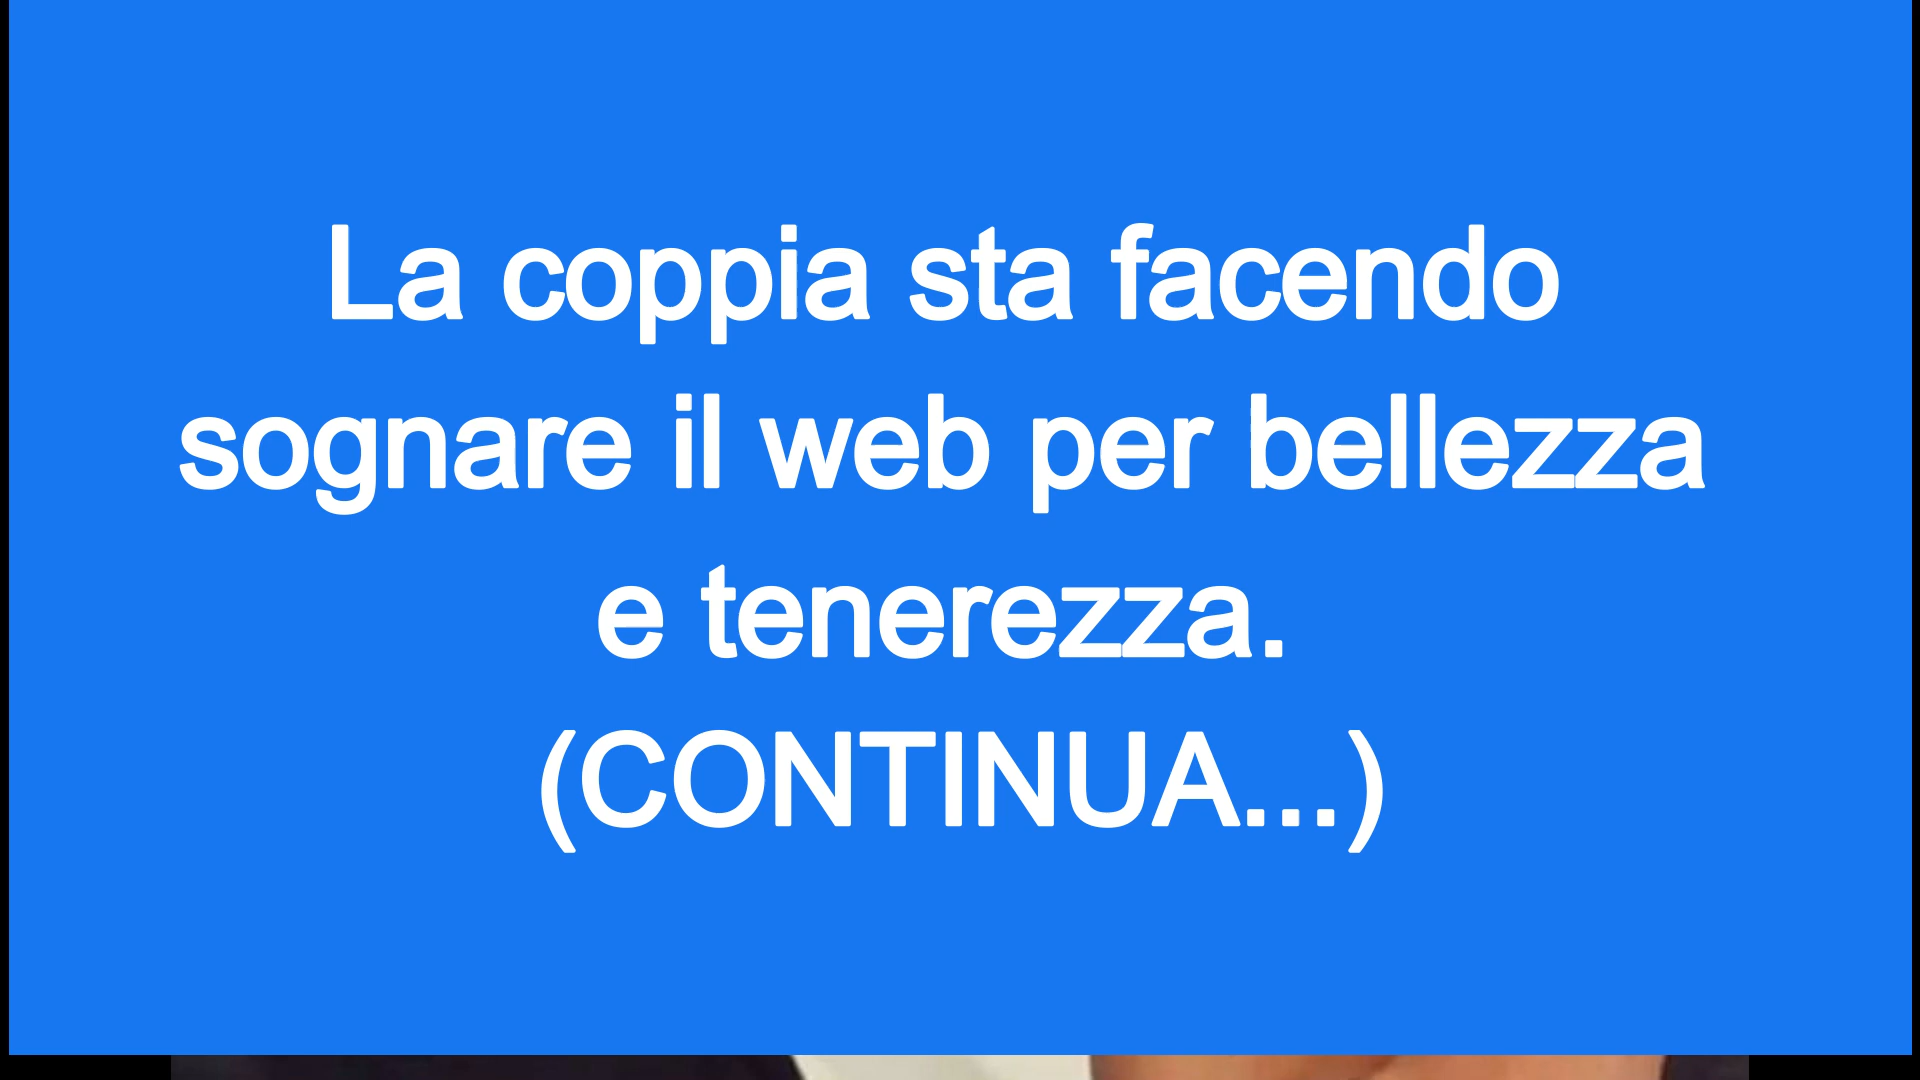 La coppia sta facendo
sognare il web per bellezza
e tenerezza.
(CONTINUA...)